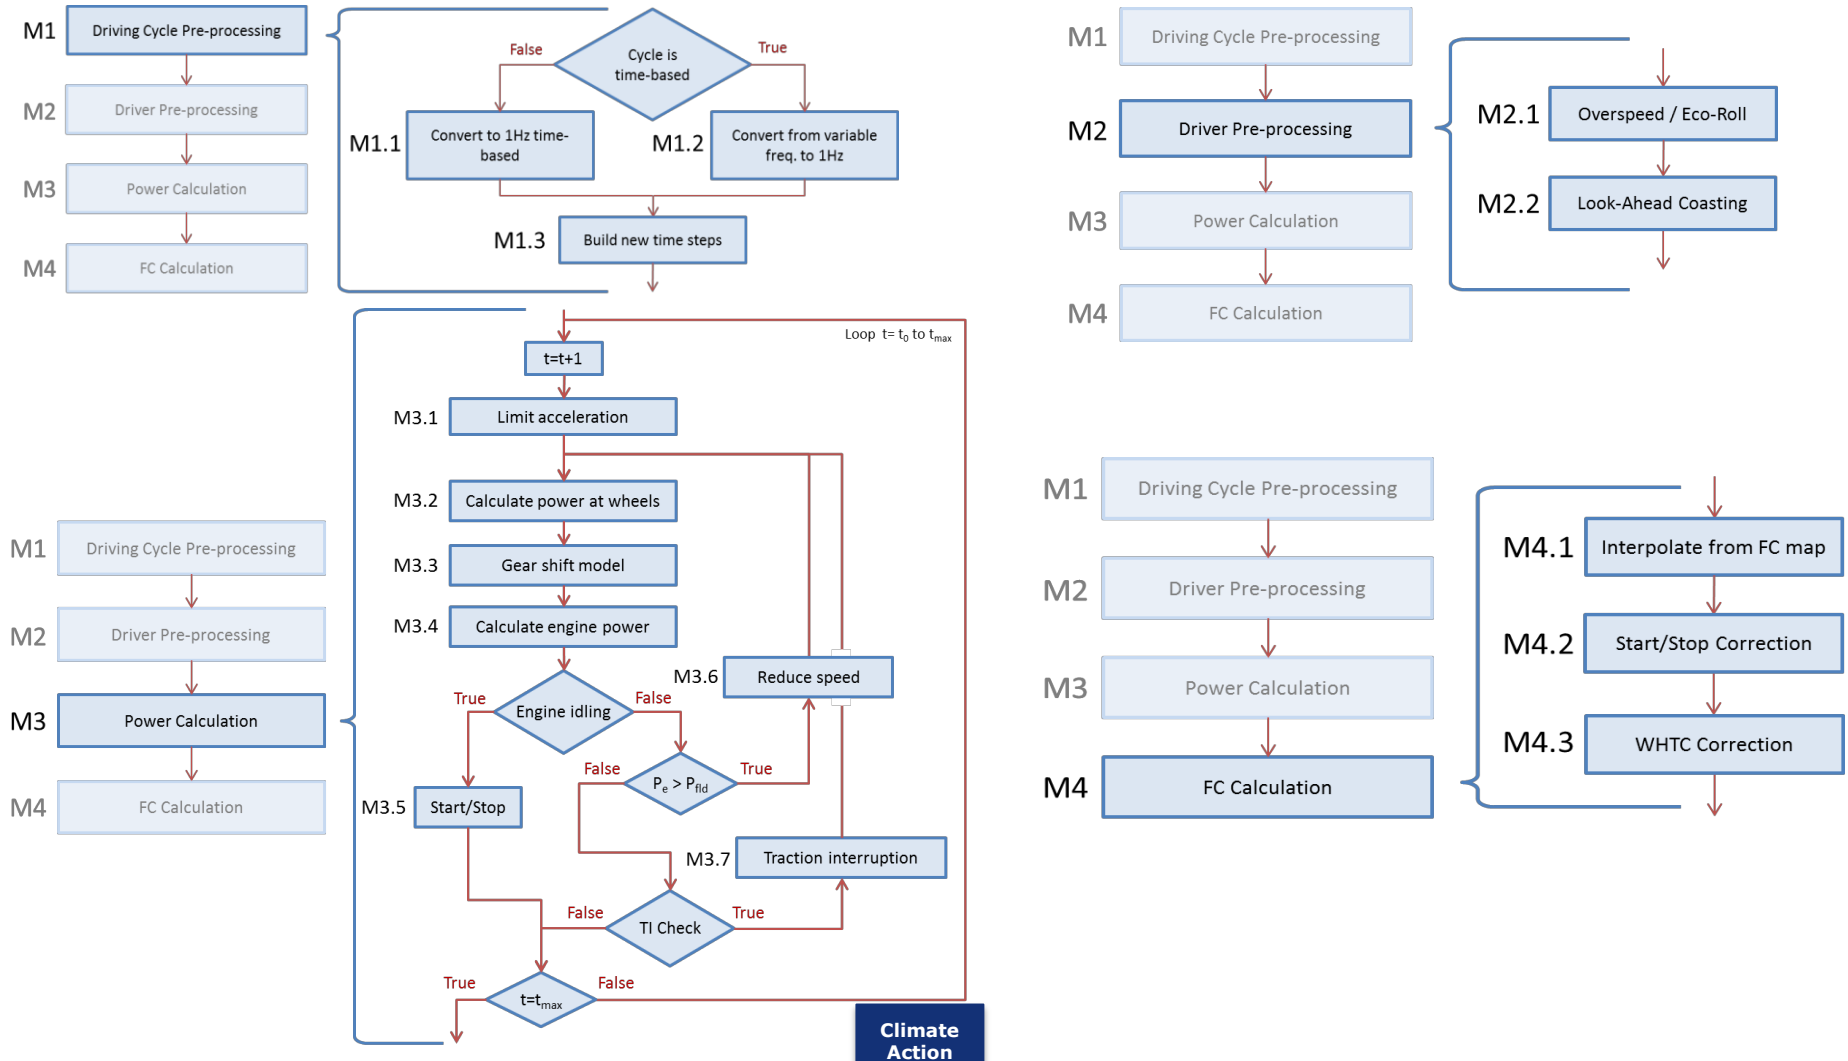 M1
Driving Cycle Pre-processing
M2
Driver Pre-processing
M3
Power Calculation
M4
FC Calculation
Cycle is
time-based
False
True
M1.1
Convert to 1Hz time-
based
M1.2
Convert from variable
freq. to 1Hz
M1.3
Build new time steps
M1
Driving Cycle Pre-processing
M2
Driver Pre-processing
M3
Power Calculation
M4
FC Calculation
M2.1
Overspeed / Eco-Roll
M2.2
Look-Ahead Coasting
M1
Driving Cycle Pre-processing
M2
Driver Pre-processing
M3
Power Calculation
M4
FC Calculation
Loop t= t0 to tmax
t=t+1
M3.1
Limit acceleration
M3.2
Calculate power at wheels
M3.3
Gear shift model
M3.4
Calculate engine power
Engine idling
True
False
M3.5
Start/Stop
Pe > Pfld
False
True
M3.6
Reduce speed
M3.7
Traction interruption
TI Check
False
True
t=tmax
True
False
Climate
Action
M1
Driving Cycle Pre-processing
M2
Driver Pre-processing
M3
Power Calculation
M4
FC Calculation
M4.1
Interpolate from FC map
M4.2
Start/Stop Correction
M4.3
WHTC Correction